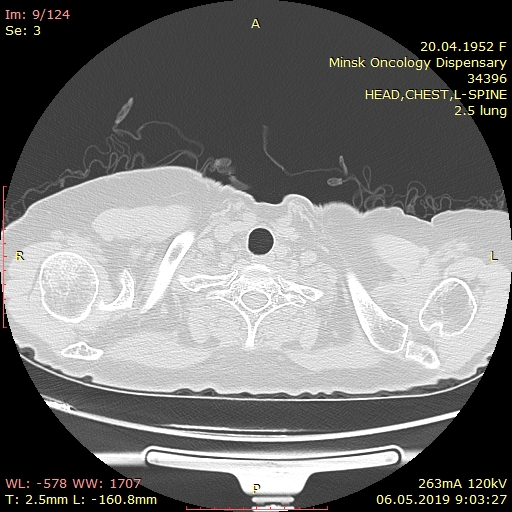 Im: 9/124
Se: 3
A
20.04.1952 F
Minsk Oncology Dispensary
34396
HEAD,CHEST,L-SPINE
2.5 lung
R
L
WL: -578 WW: 1707
T: 2.5mm L: -160.8mm
P
263mA 120kV
06.05.2019 9:03:27